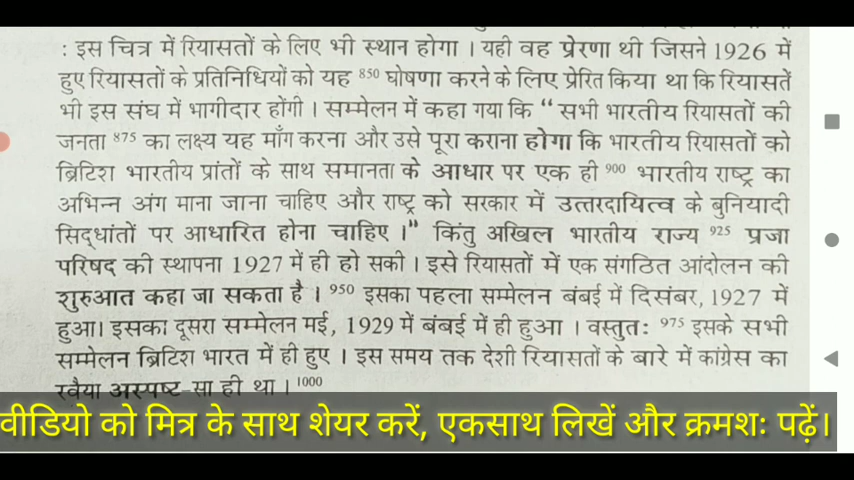 : इस चित्र में रियासतों के लिए भी स्थान होगा । यही वह प्रेरणा थी जिसने 1926 में
हुए रियासतों के प्रतिनिधियों को यह 850 घोषणा करने के लिए प्रेरित किया था कि रियासतें
भी इस संघ में भागीदार होंगी । सम्मेलन में कहा गया कि “ सभी भारतीय रियासतों की
जनता 875 का लक्ष्य यह माँग करना और उसे पूरा कराना होगा कि भारतीय रियासतों को
ब्रिटिश भारतीय प्रांतों के साथ समानता के आधार पर एक ही 900 भारतीय राष्ट्र का
अभिन्न अंग माना जाना चाहिए और राष्ट्र को सरकार में उत्तरदायित्व के बुनियादी
सिद्धांतों पर आधारित होना चाहिए ।” किंतु अखिल भारतीय राज्य 925 प्रजा
परिषद की स्थापना 1927 में ही हो सकी । इसे रियासतों में एक संगठित आंदोलन की
शुरुआत कहा जा सकता है । 950 इसका पहला सम्मेलन बंबई में दिसंबर, 1927 में
हुआ। इसका दूसरा सम्मेलन मई, 1929 में बंबई में ही हुआ । वस्तुत: 975 इसके सभी
सम्मेलन ब्रिटिश भारत में ही हुए । इस समय तक देशी रियासतों के बारे में कांग्रेस का
रवैया अस्पष्ट-सा ही था । 1000
वीडियो को मित्र के साथ शेयर करें, एकसाथ लिखें और क्रमशः पढ़ें।